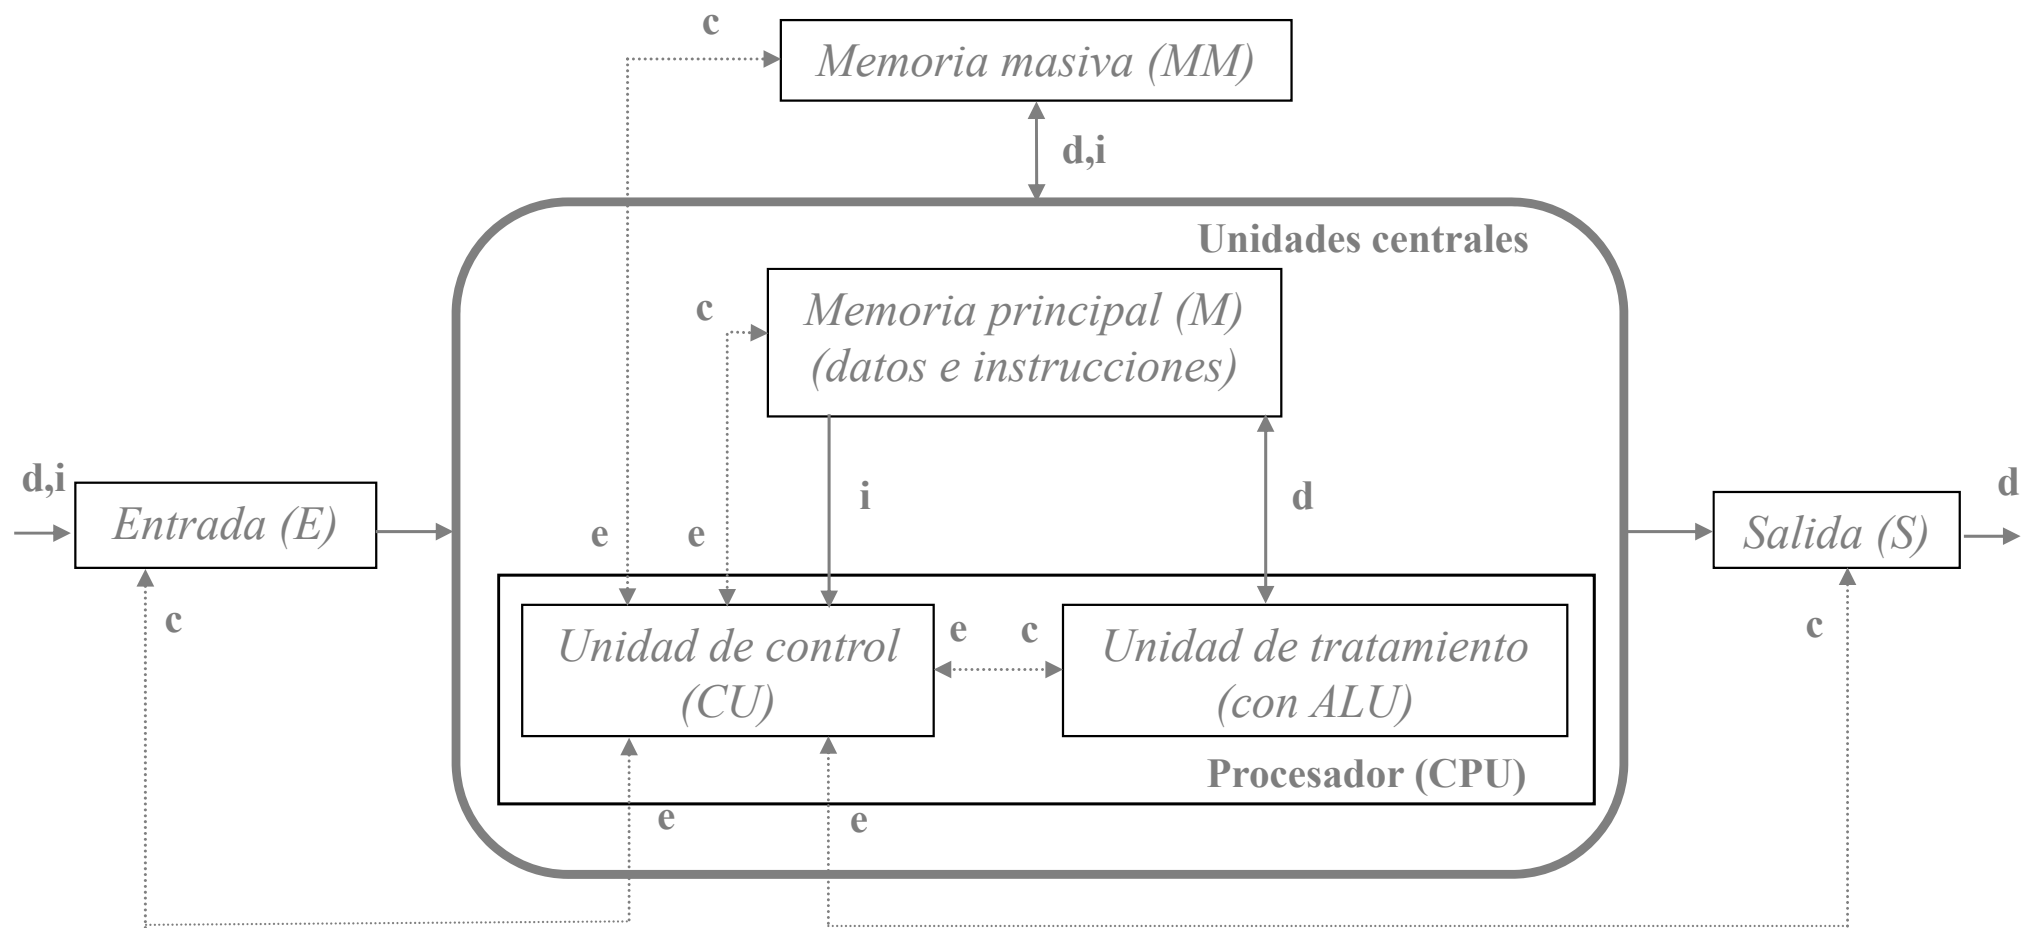 c
Memoria masiva (MM)
d,i
Unidades centrales
c
Memoria principal (M)
(datos e instrucciones)
d,i
Entrada (E)
e
e
i
d
Salida (S)
d
c
Unidad de control
(CU)
e
c
Unidad de tratamiento
(con ALU)
c
Procesador (CPU)
e
e